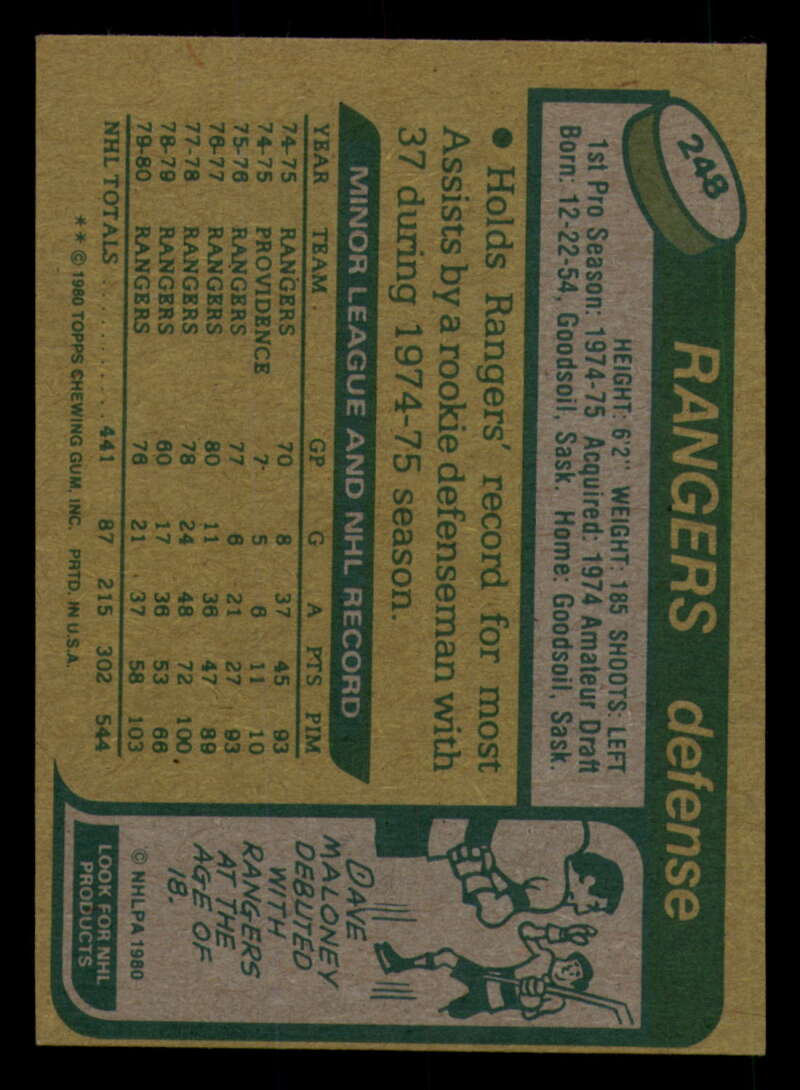 248
RANGERS defense
HEIGHT: 6'2" WEIGHT: 185 SHOOTS: LEFT
1st Pro Season: 1974-75 Acquired: 1974 Amateur Draft
Born: 12-22-54, Goodsoil, Sask. Home: Goodsoil, Sask.
● Holds Rangers' record for most
Assists by a rookie defenseman with
37 during 1974-75 season.
MINOR LEAGUE AND NHL RECORD
YEAR TEAM GP G A PTS PIM
74-75 RANGERS 70 8 37 45 93
74-75 PROVIDENCE 7 5 6 11 10
75-76 RANGERS 77 6 21 27 93
76-77 RANGERS 80 11 36 47 89
77-78 RANGERS 78 24 48 72 100
78-79 RANGERS 60 17 36 53 66
79-80 RANGERS 76 21 37 58 103
NHL TOTALS ........... 441 87 215 302 544
** © 1980 TOPPS CHEWING GUM, INC. PRTD. IN U.S.A.
DAVE
MALONEY
DEBUTED
WITH
RANGERS
AT THE
AGE OF
18.
© NHLPA 1980
LOOK FOR NHL
PRODUCTS